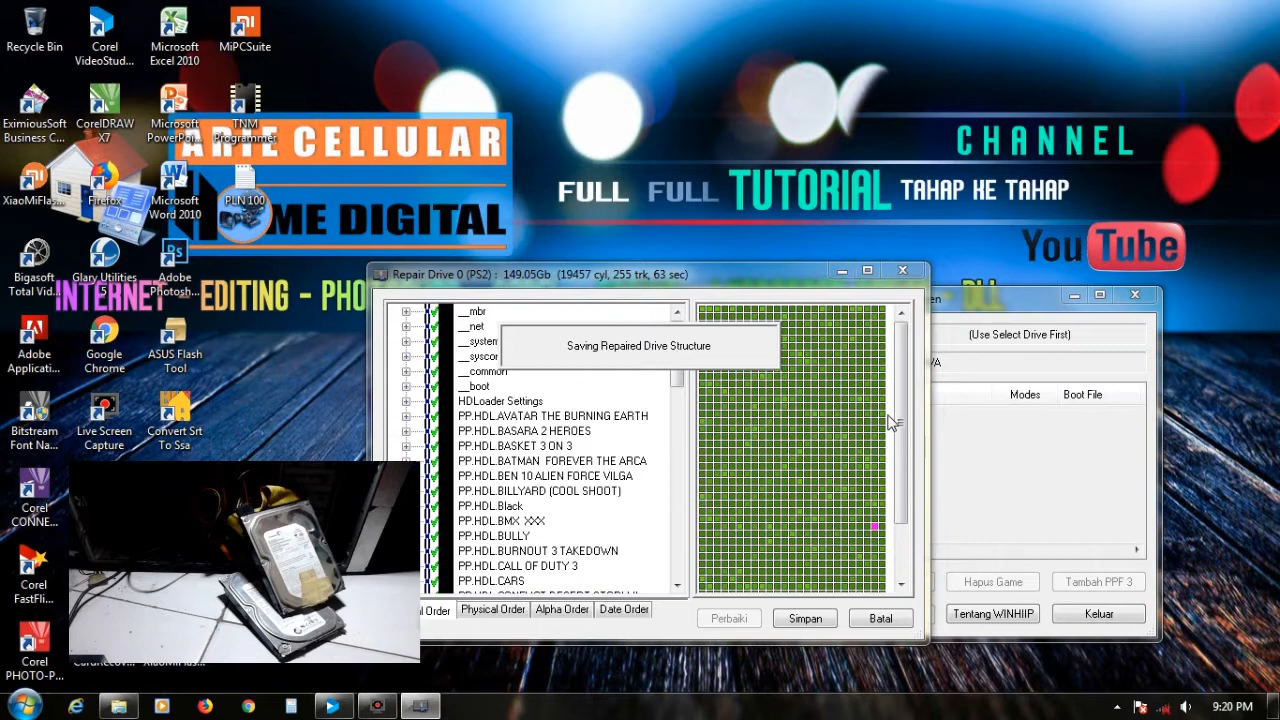 Recycle Bin
Corel
VideoStud...
Microsoft
Excel 2010
MiPCSuite
EximiousSoft
Business C...
CorelDRAW
X7
Microsoft
PowerPoi...
TNM
Programmer
XiaoMiFlas...
Firefox
Microsoft
Word 2010
PLN 100
Bigasoft
Total Vid...
Glary Utilities
5
Adobe
Photosh...
Adobe
Applicati...
Google
Chrome
ASUS Flash
Tool
Bitstream
Font Na...
Live Screen
Capture
Convert Srt
To Ssa
Corel
CONNE...
Corel
FastFli...
Corel
PHOTO-P...
ARIE CELLULAR
ME DIGITAL
INTERNET - EDITING - PHO
CHANNEL
FULL FULL TUTORIAL TAHAP KE TAHAP
You Tube
Repair Drive 0 (PS2) : 149.05Gb (19457 cyl, 255 trk, 63 sec)
__mbr
__net
__system
__syscon
__common
__boot
HDLoader Settings
PP.HDL.AVATAR THE BURNING EARTH
PP.HDL.BASARA 2 HEROES
PP.HDL.BASKET 3 ON 3
PP.HDL.BATMAN FOREVER THE ARCA
PP.HDL.BEN 10 ALIEN FORCE VILGA
PP.HDL.BILLYARD (COOL SHOOT)
PP.HDL.Black
PP.HDL.BMX XXX
PP.HDL.BULLY
PP.HDL.BURNOUT 3 TAKEDOWN
PP.HDL.CALL OF DUTY 3
PP.HDL.CARS
Saving Repaired Drive Structure
al Order
Physical Order
Alpha Order
Date Order
Perbaiki
Simpan
Batal
en
(Use Select Drive First)
/A
Modes
Boot File
Hapus Game
Tambah PPF 3
Tentang WINHIIP
Keluar
9:20 PM